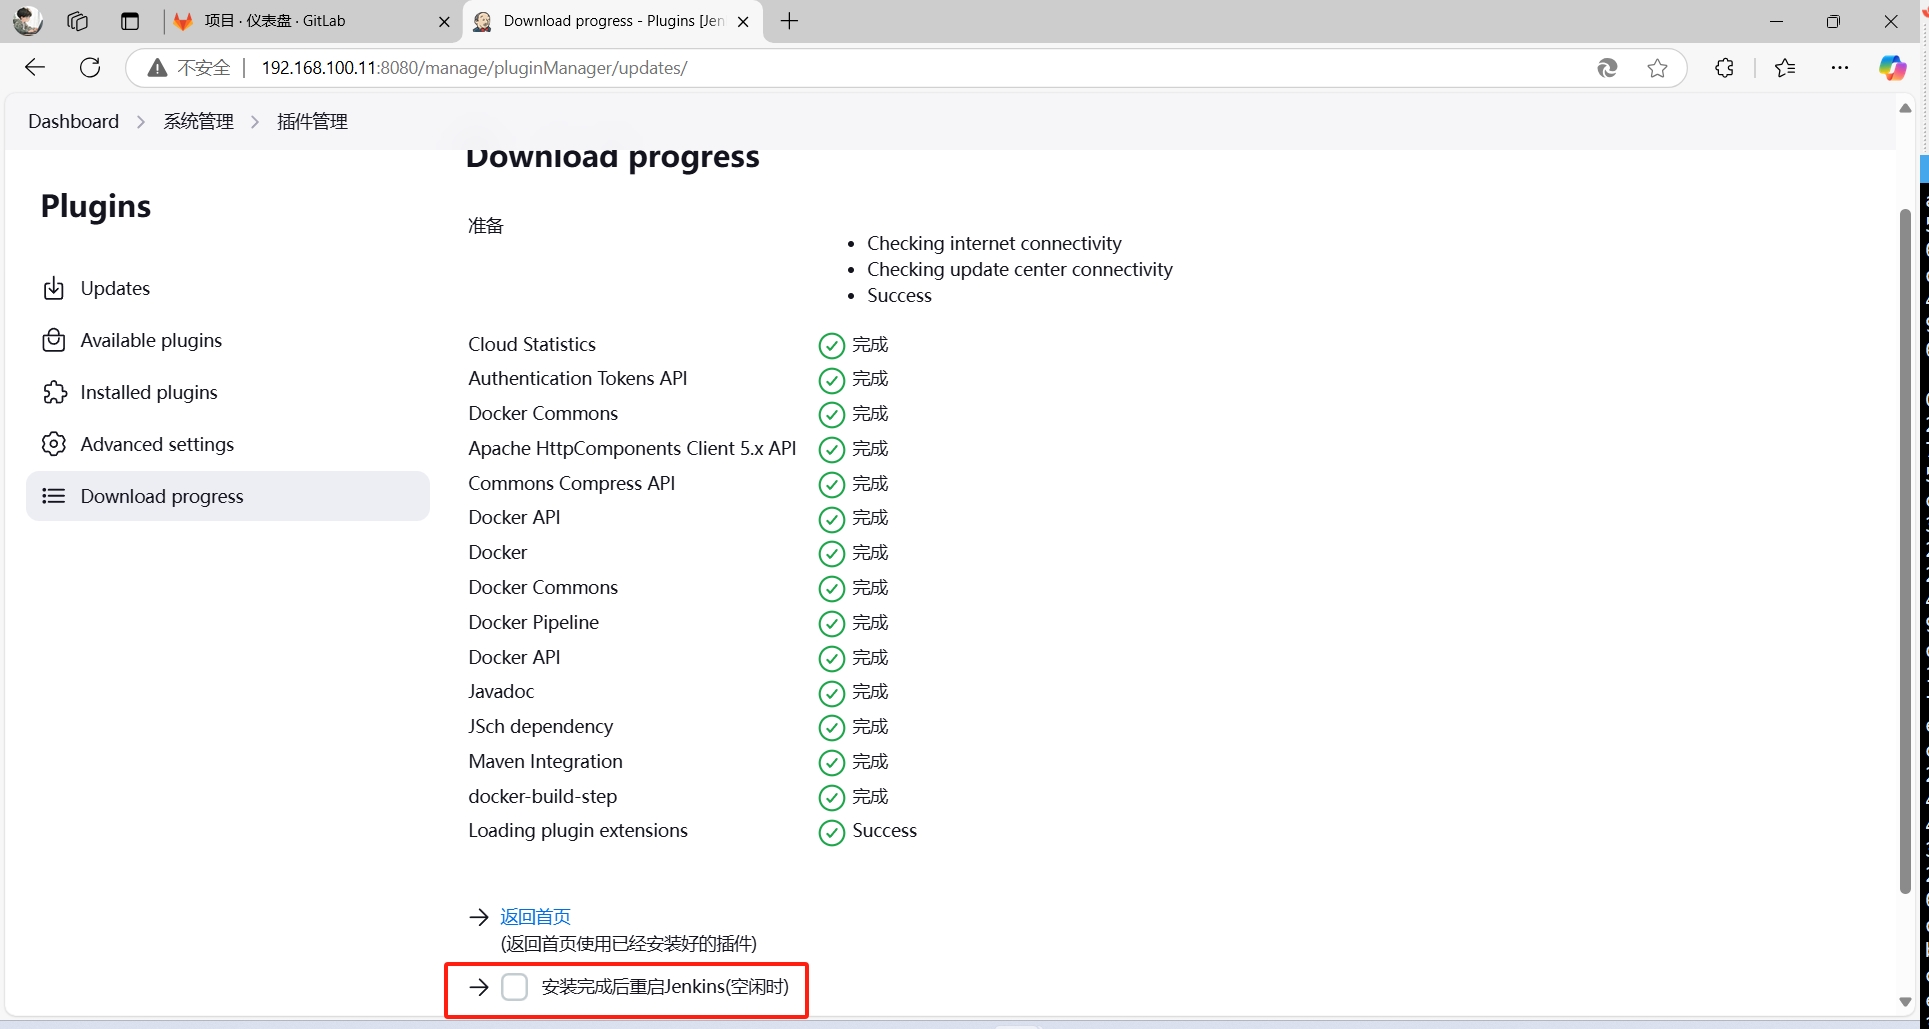 项目 · 仪表盘 · GitLab
Download progress - Plugins [Jen
不安全
192.168.100.11:8080/manage/pluginManager/updates/
Dashboard
系统管理
插件管理
Download progress
Plugins
Updates
Available plugins
Installed plugins
Advanced settings
Download progress
准备
Checking internet connectivity
Checking update center connectivity
Success
Cloud Statistics 完成
Authentication Tokens API 完成
Docker Commons 完成
Apache HttpComponents Client 5.x API 完成
Commons Compress API 完成
Docker API 完成
Docker 完成
Docker Commons 完成
Docker Pipeline 完成
Docker API 完成
Javadoc 完成
JSch dependency 完成
Maven Integration 完成
docker-build-step 完成
Loading plugin extensions Success
返回首页
(返回首页使用已经安装好的插件)
安装完成后重启Jenkins(空闲时)